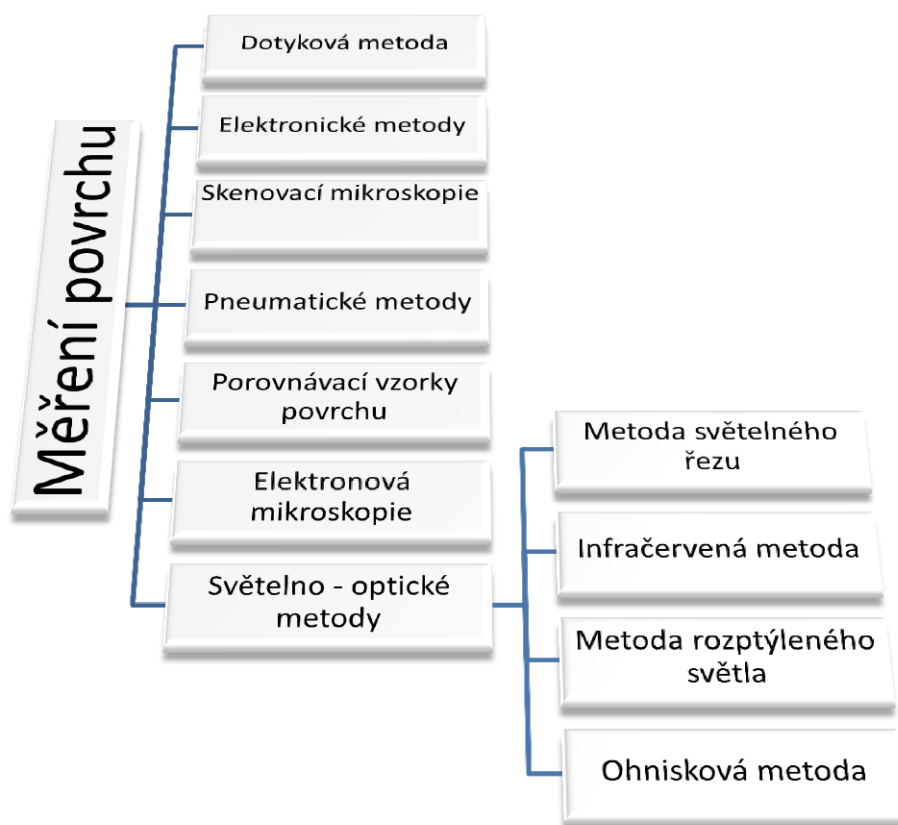 Měření povrchu
Dotyková metoda
Elektronické metody
Skenovací mikroskopie
Pneumatické metody
Porovnávací vzorky
povrchu
Elektronová
mikroskopie
Světelno - optické
metody
Metoda světelného
řezu
Infračervená metoda
Metoda rozptýleného
světla
Ohnisková metoda